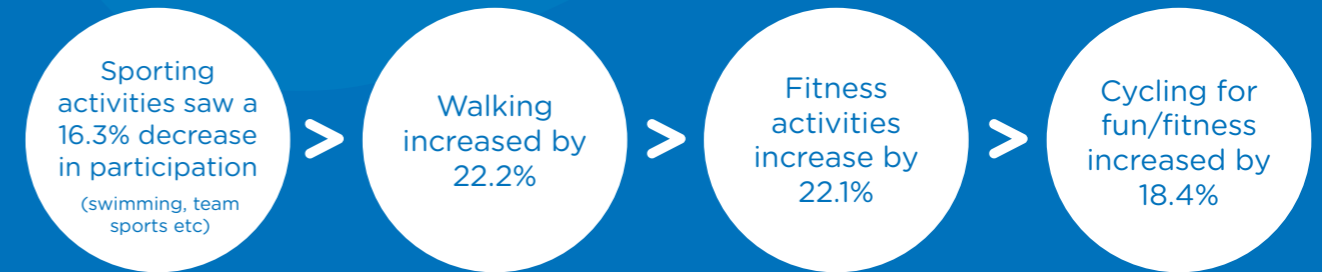 Sporting
activities saw a
16.3% decrease
in participation
(swimming, team
sports etc)
>
Walking
increased by
22.2%
>
Fitness
activities
increase by
22.1%
>
Cycling for
fun/fitness
increased by
18.4%